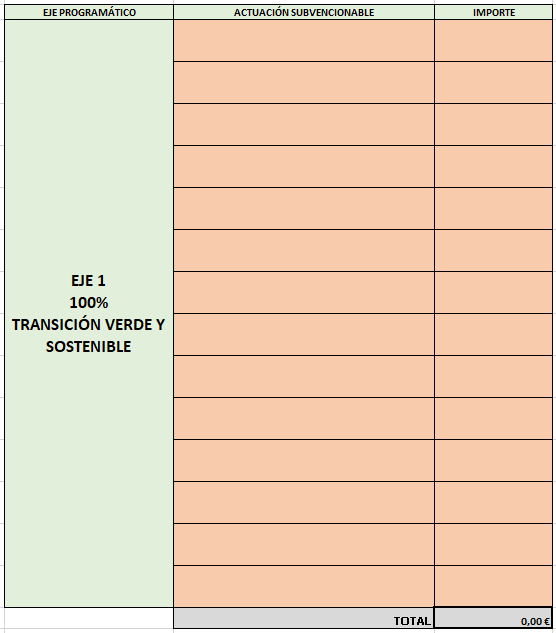 EJE PROGRAMÁTICO ACTUACIÓN SUBVENCIONABLE IMPORTE
EJE 1
100%
TRANSICIÓN VERDE Y
SOSTENIBLE
TOTAL 0,00 €